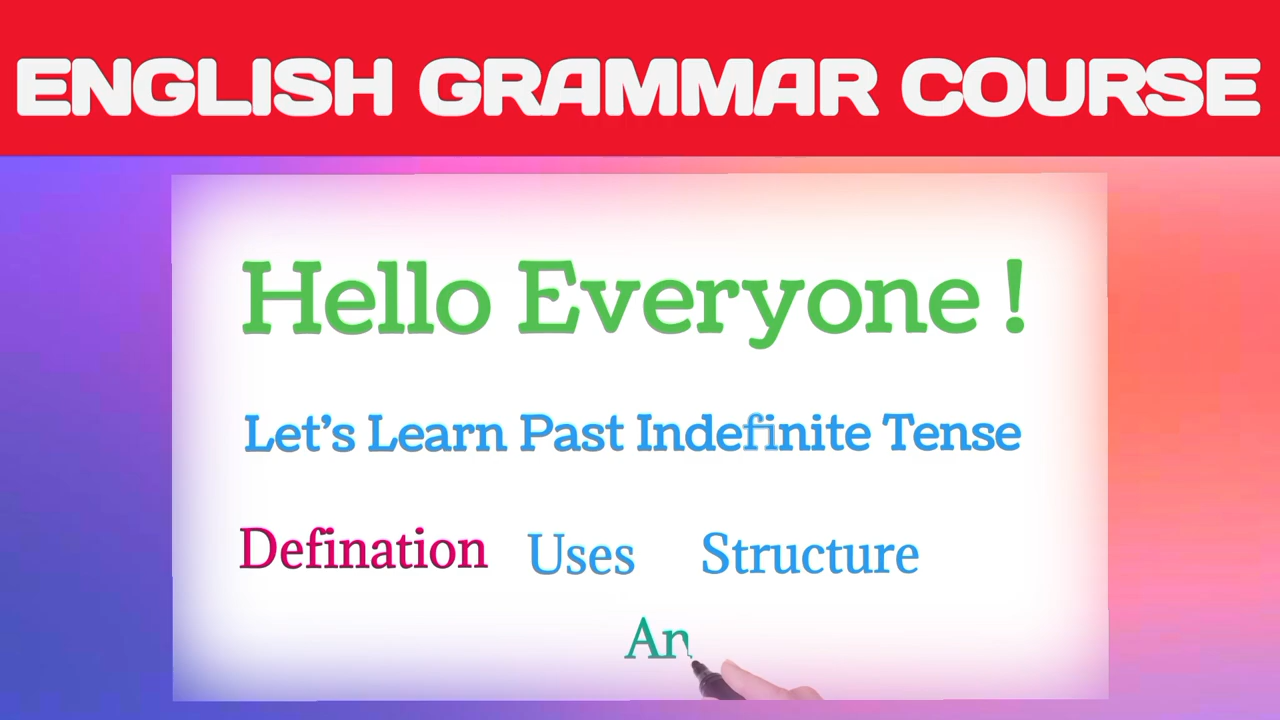 ENGLISH GRAMMAR COURSE
Hello Everyone !
Let's Learn Past Indefinite Tense
Defination Uses Structure
An